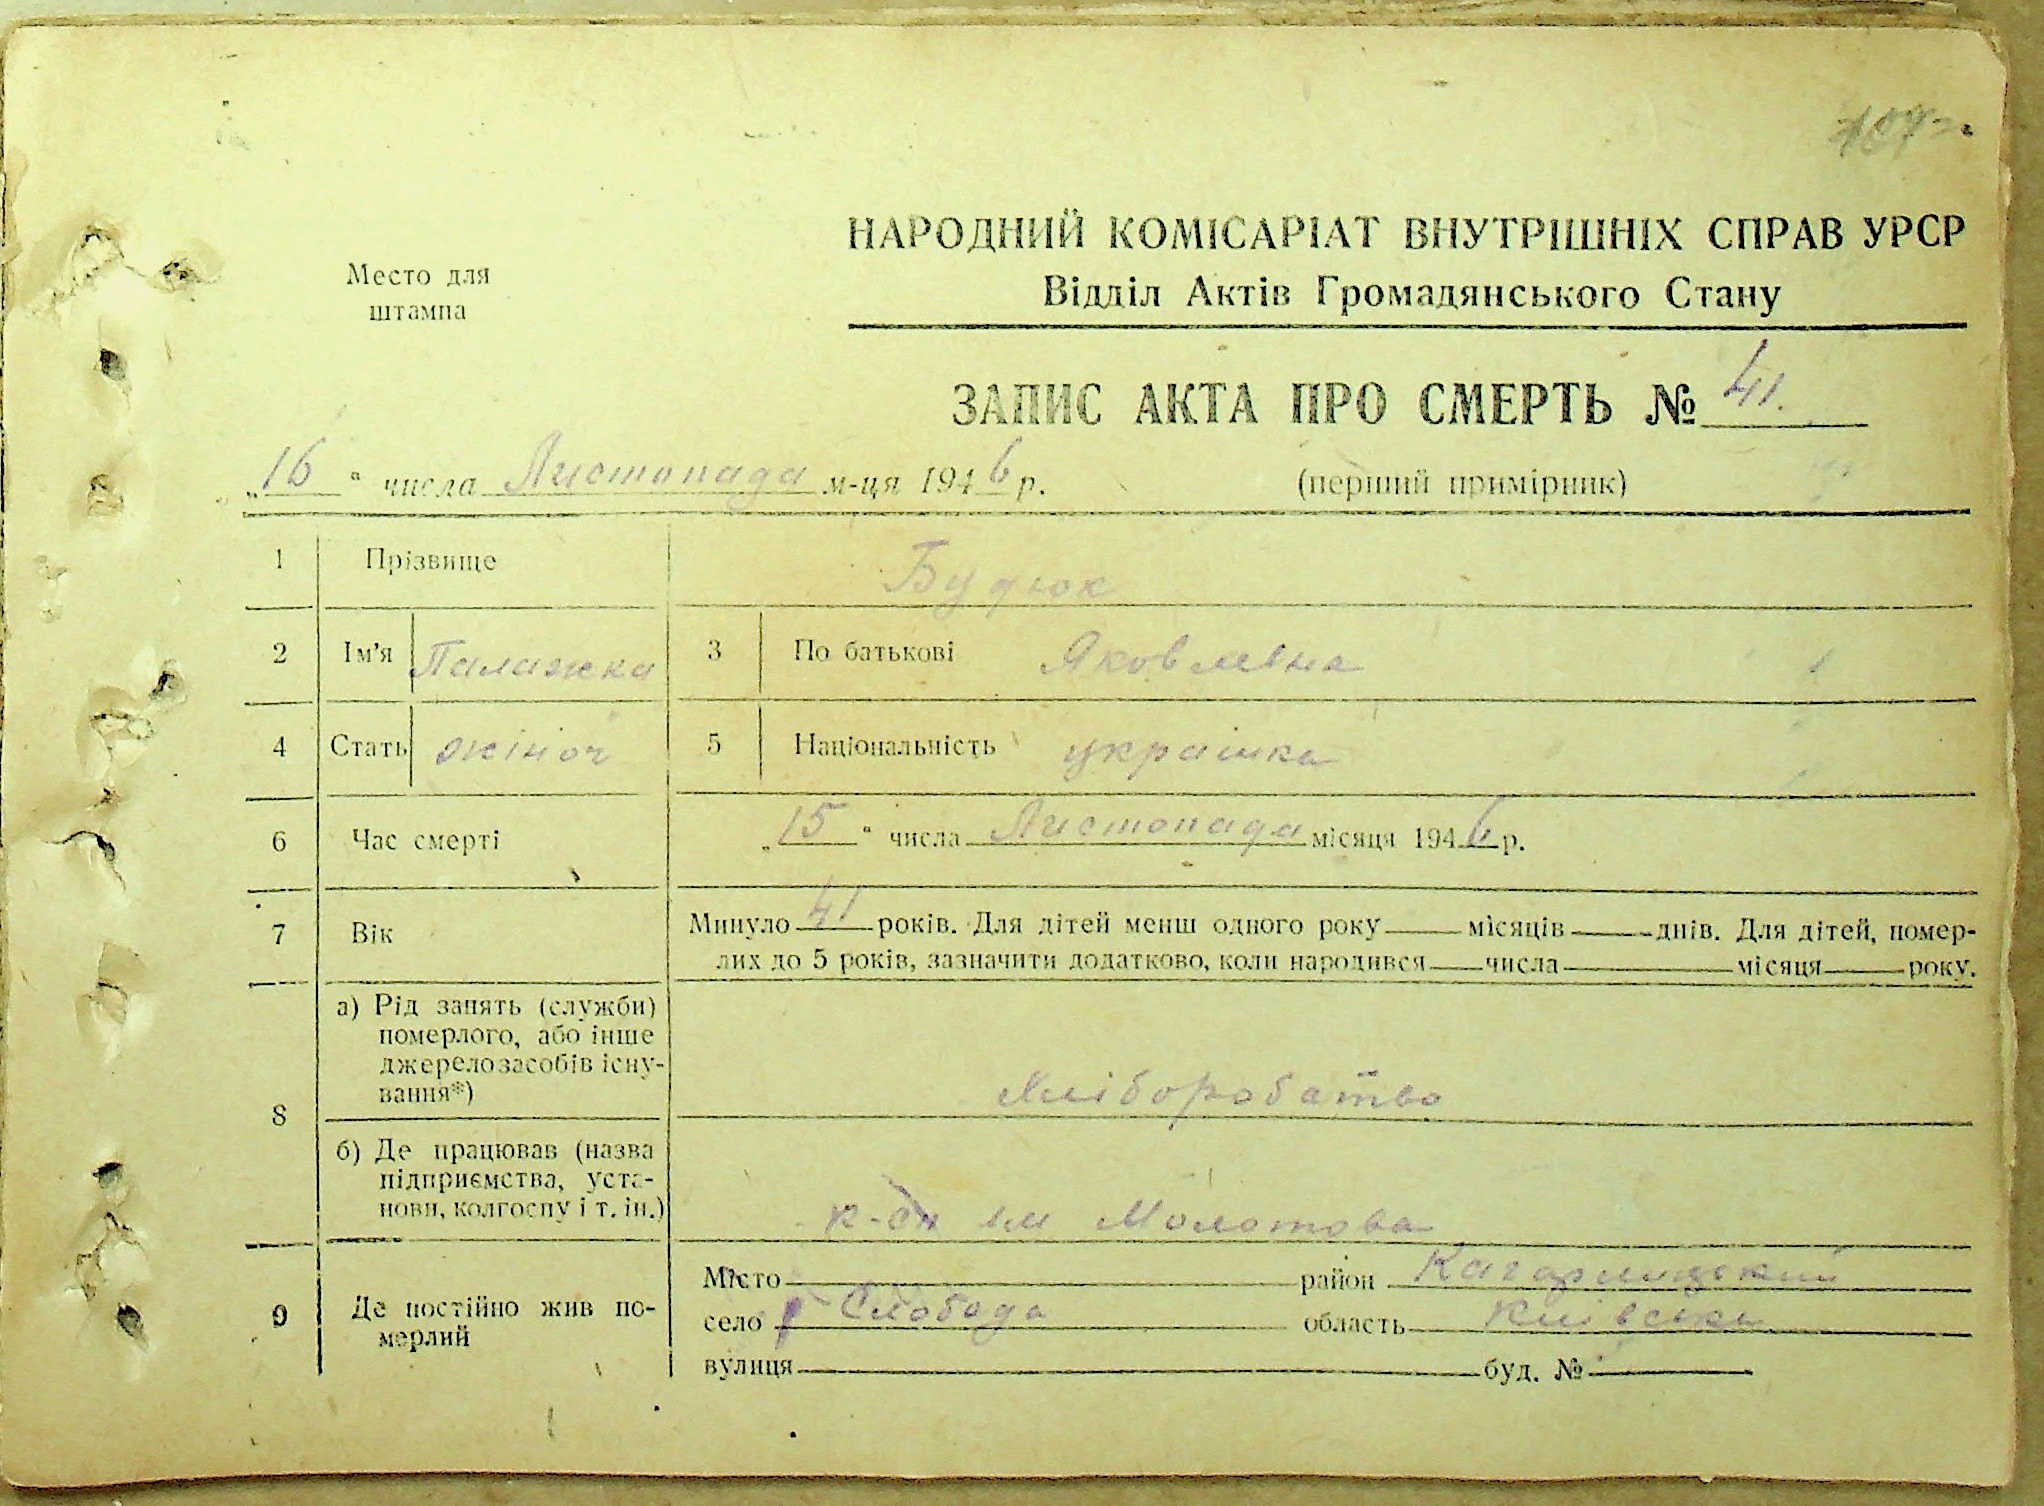 НАРОДНИЙ КОМІСАРІАТ ВНУТРІШНІХ СПРАВ УРСР
Место для
штампа
Відділ Актів Громадянського Стану
ЗАПИС АКТА ПРО СМЕРТЬ № 41.
„16“ числа Листопада м-ця 1946 р.
(перший примірник)
1 Прізвище Будюк
2 Ім'я Палажка 3 По батькові Яковлевна
4 Стать жіноч 5 Національність українка
6 Час смерті „15“ числа Листопада місяця 1946 р.
7 Вік Минуло 41 років. Для дітей менш одного року місяців днів. Для дітей, помер-
лих до 5 років, зазначити додатково, коли народився числа місяця року.
8 а) Рід занять (служби)
померлого, або інше
джерело засобів існу-
вання*) Хліборобатво
б) Де працював (назва
підприємства, уста-
нови, колгоспу і т. ін.) к-сп ім Молотова
9 Де постійно жив по-
мерлий
Місто район Кагарлицький
село Слобода область Київська
вулиця буд. №